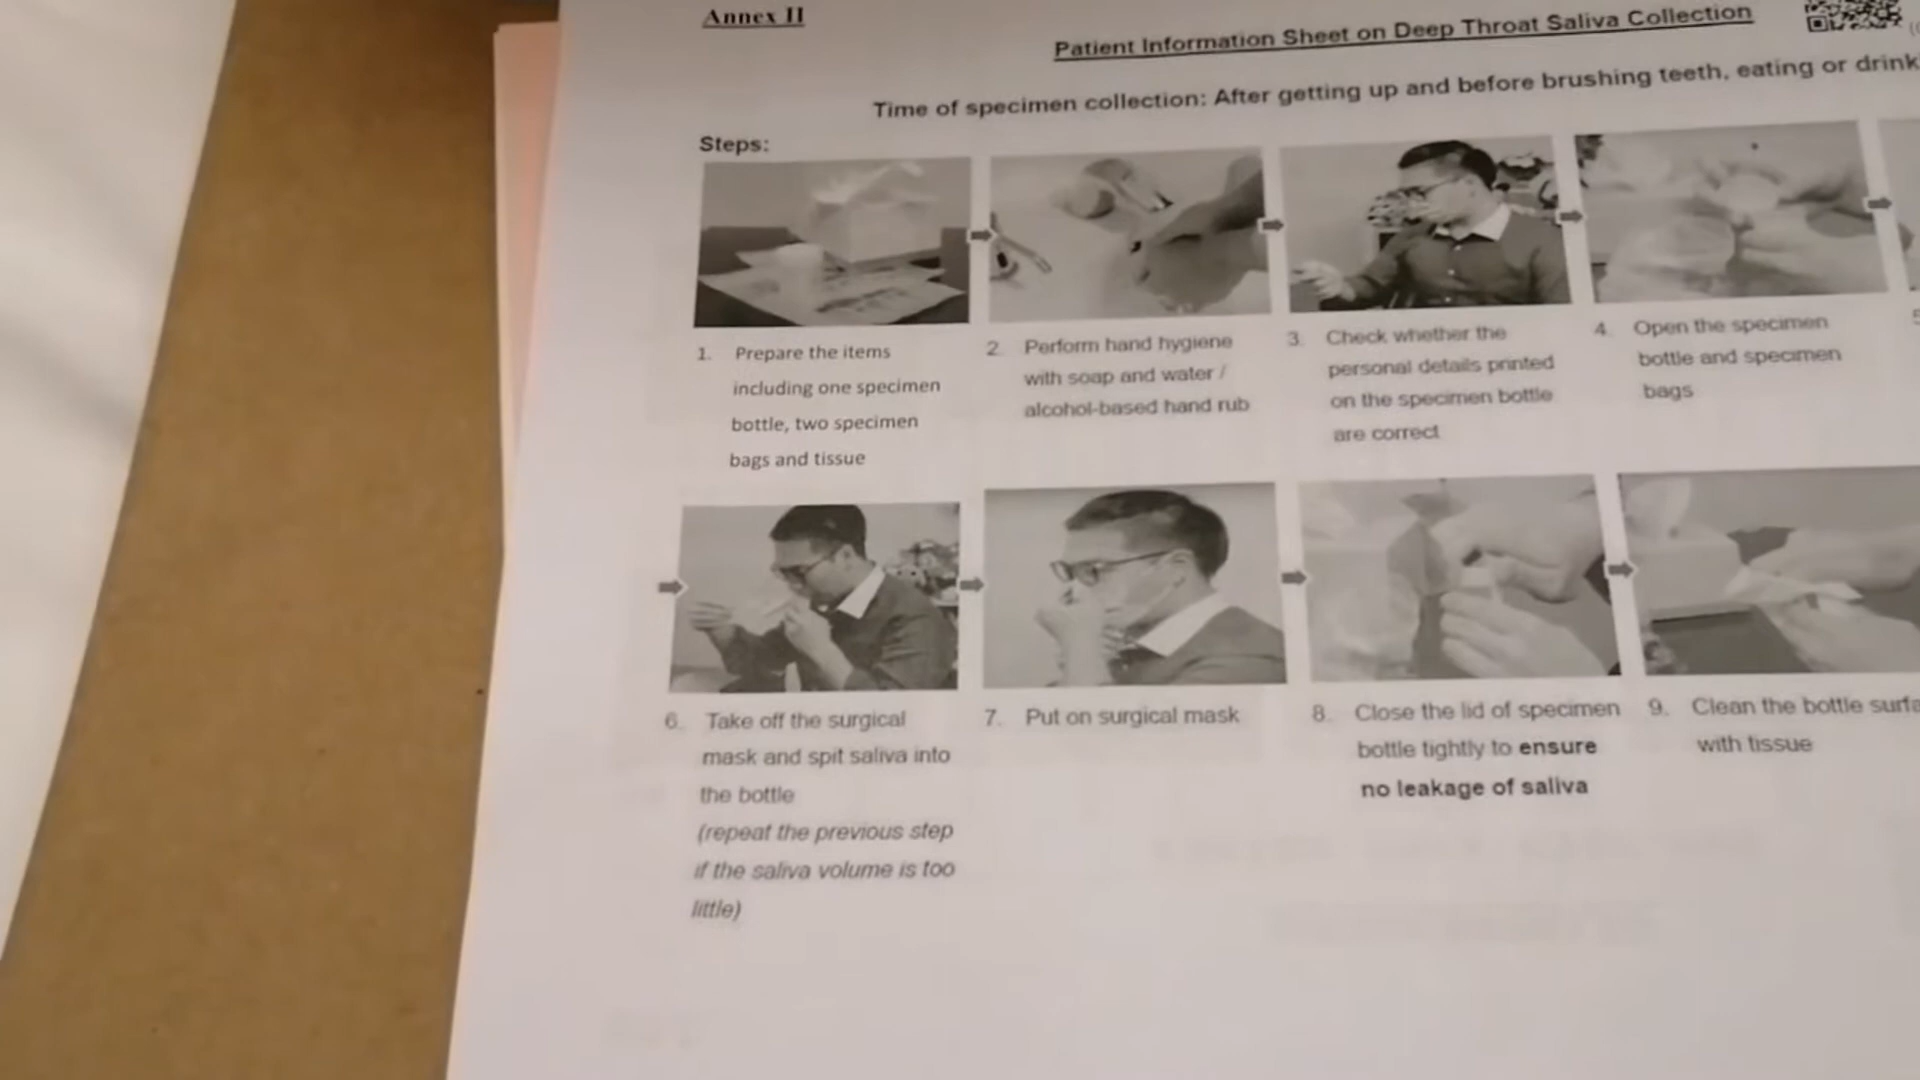 Annex II
Patient Information Sheet on Deep Throat Saliva Collection
Time of specimen collection: After getting up and before brushing teeth, eating or drink
Steps:
1. Prepare the items
including one specimen
bottle, two specimen
bags and tissue
2. Perform hand hygiene
with soap and water /
alcohol-based hand rub
3. Check whether the
personal details printed
on the specimen bottle
are correct
4. Open the specimen
bottle and specimen
bags
6. Take off the surgical
mask and spit saliva into
the bottle
(repeat the previous step
if the saliva volume is too
little)
7. Put on surgical mask
8. Close the lid of specimen
bottle tightly to ensure
no leakage of saliva
9. Clean the bottle surfa
with tissue